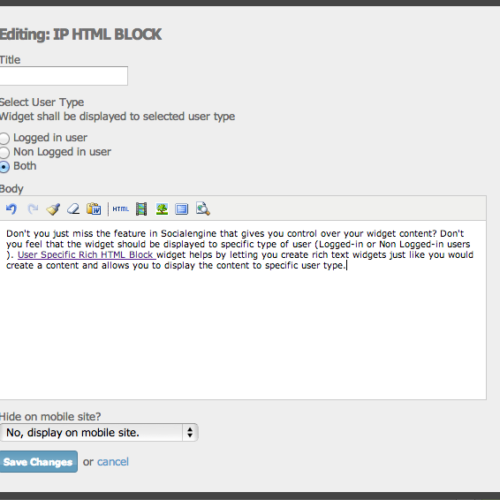 Editing: IP HTML BLOCK
Title
Select User Type
Widget shall be displayed to selected user type
Logged in user
Non Logged in user
Both
Body
HTML
Don't you just miss the feature in Socialengine that gives you control over your widget content? Don't
you feel that the widget should be displayed to specific type of user (Logged-in or Non Logged-in users
). User Specific Rich HTML Block widget helps by letting you create rich text widgets just like you would
create a content and allows you to display the content to specific user type.
Hide on mobile site?
No, display on mobile site.
Save Changes or cancel